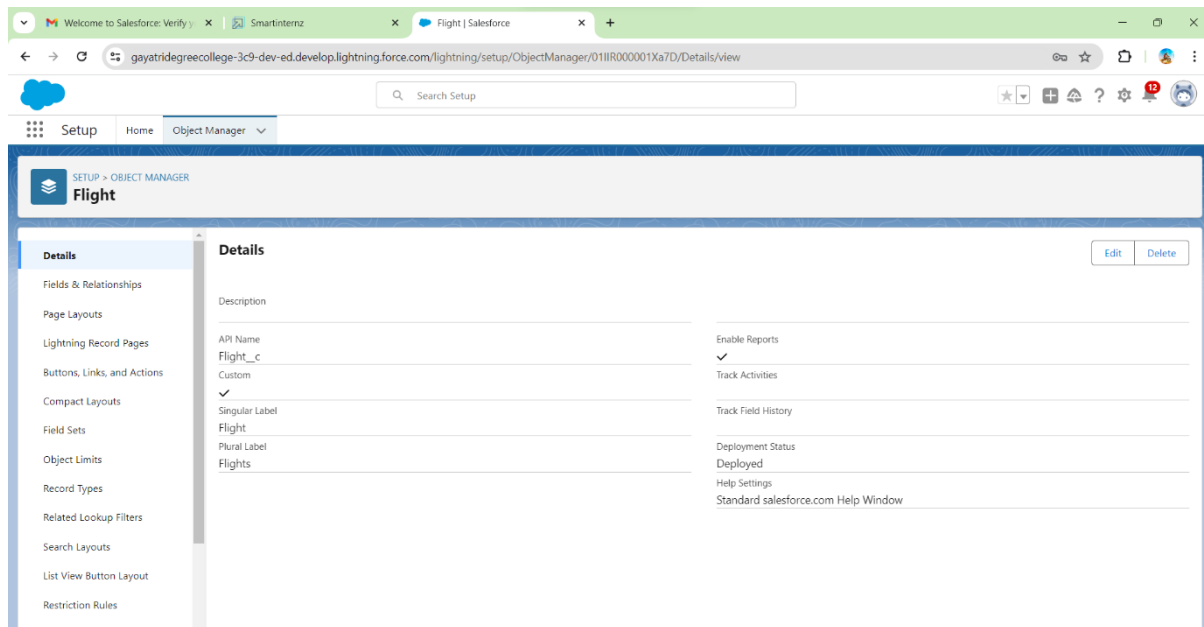 Welcome to Salesforce: Verify y
Smartinternz
Flight | Salesforce
gayatridegreecollege-3c9-dev-ed.develop.lightning.force.com/lightning/setup/ObjectManager/01IIR000001Xa7D/Details/view
Search Setup
12
Setup
Home
Object Manager
SETUP > OBJECT MANAGER
Flight
Details
Fields & Relationships
Page Layouts
Lightning Record Pages
Buttons, Links, and Actions
Compact Layouts
Field Sets
Object Limits
Record Types
Related Lookup Filters
Search Layouts
List View Button Layout
Restriction Rules
Details
Edit
Delete
Description
API Name
Flight__c
Custom
Singular Label
Flight
Plural Label
Flights
Enable Reports
Track Activities
Track Field History
Deployment Status
Deployed
Help Settings
Standard salesforce.com Help Window